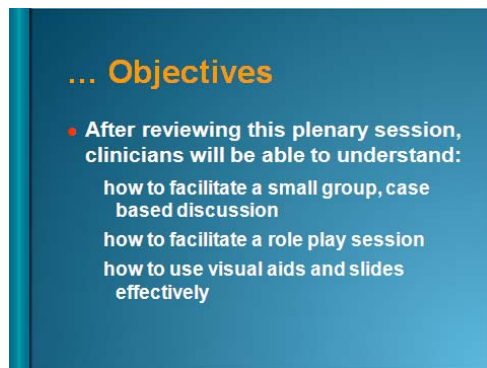 ... Objectives
After reviewing this plenary session,
clinicians will be able to understand:
how to facilitate a small group, case
based discussion
how to facilitate a role play session
how to use visual aids and slides
effectively